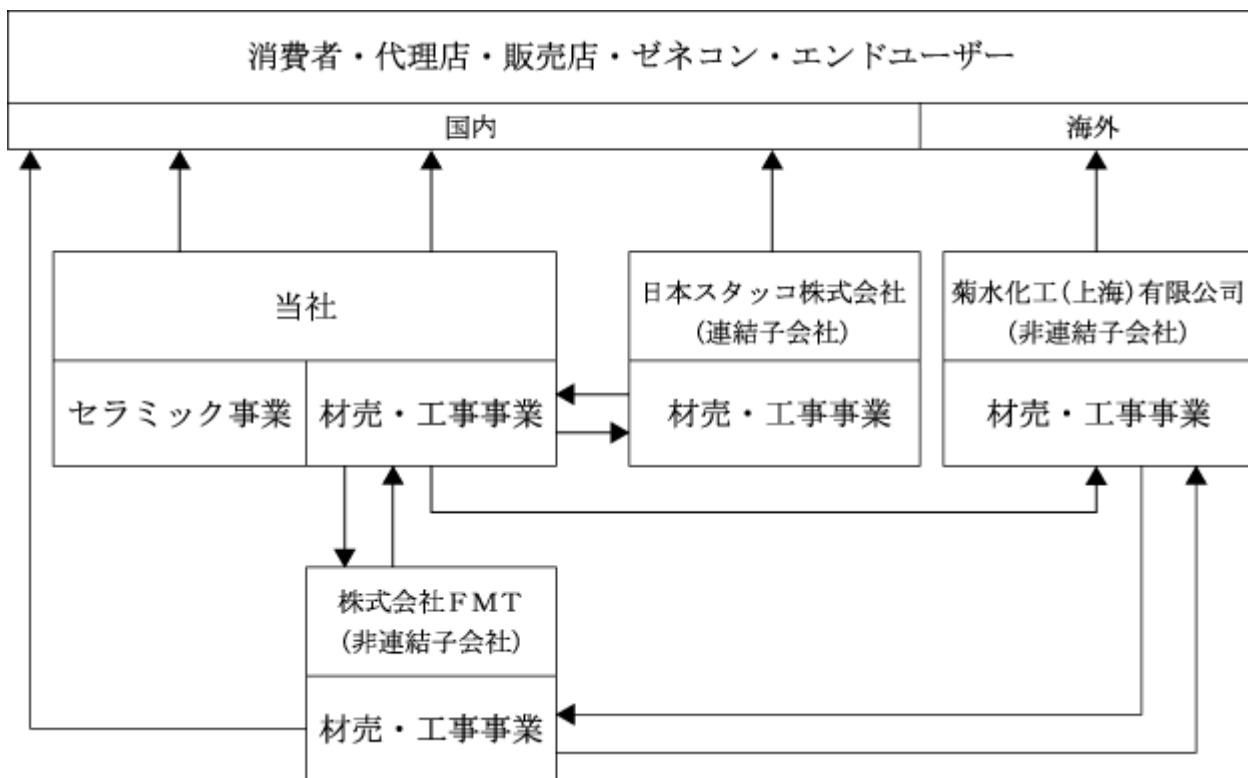 消費者・代理店・販売店・ゼネコン・エンドユーザー
国内
海外
当社
セラミック事業
材売・工事事業
日本スタッコ株式会社
(連結子会社)
材売・工事事業
菊水化工(上海)有限公司
(非連結子会社)
材売・工事事業
株式会社ＦＭＴ
(非連結子会社)
材売・工事事業